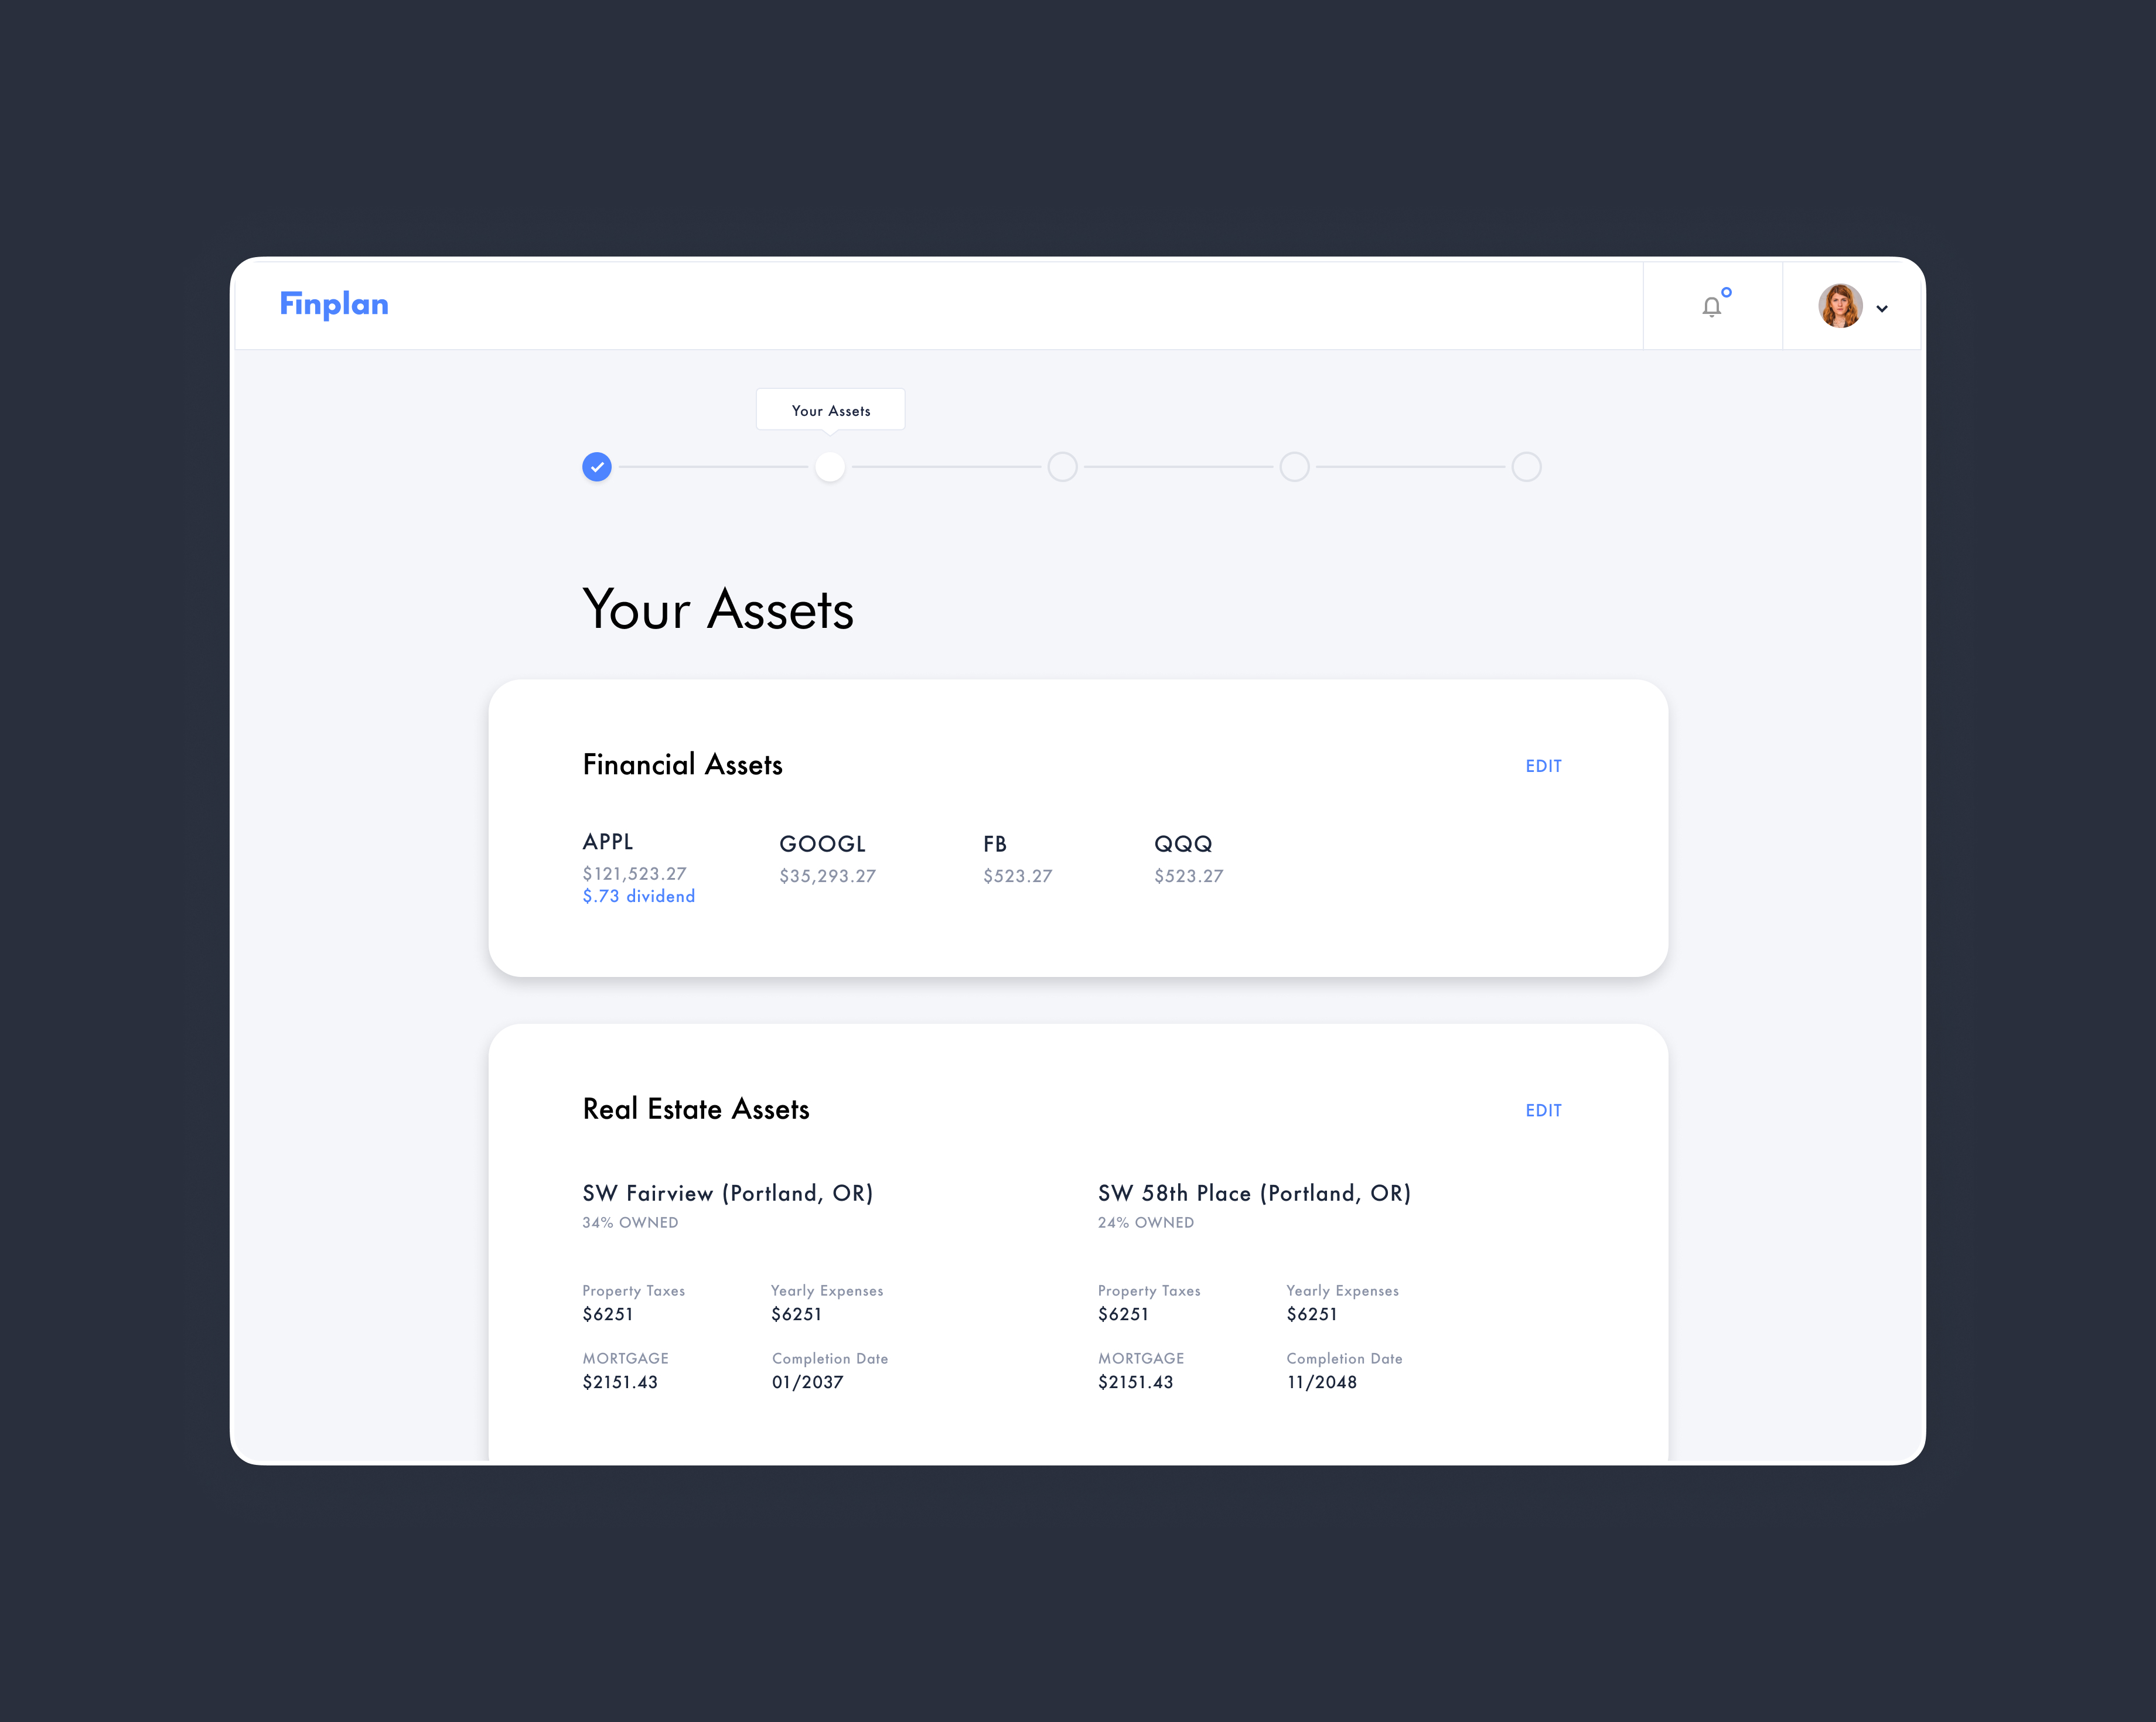 Finplan
Your Assets
Your Assets
Financial Assets
EDIT
APPL
$121,523.27
$.73 dividend
GOOGL
$35,293.27
FB
$523.27
QQQ
$523.27
Real Estate Assets
EDIT
SW Fairview (Portland, OR)
34% OWNED
Property Taxes
$6251
Yearly Expenses
$6251
MORTGAGE
$2151.43
Completion Date
01/2037
SW 58th Place (Portland, OR)
24% OWNED
Property Taxes
$6251
Yearly Expenses
$6251
MORTGAGE
$2151.43
Completion Date
11/2048